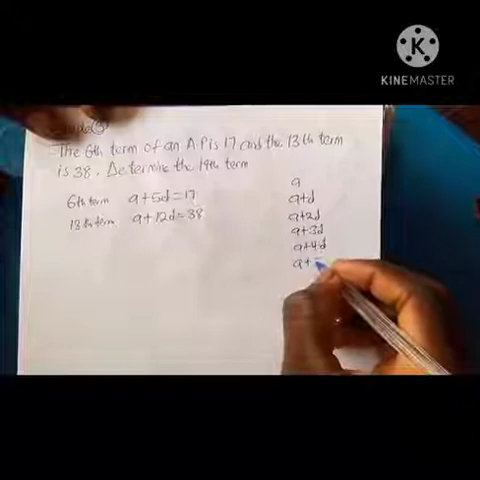 KINEMASTER
The 6th term of an A.P is 17 and the 13th term
is 38. Determine the 19th term
6th term a+5d=17
13th term a+12d=38
a
a+d
a+2d
a+3d
a+4d
a+